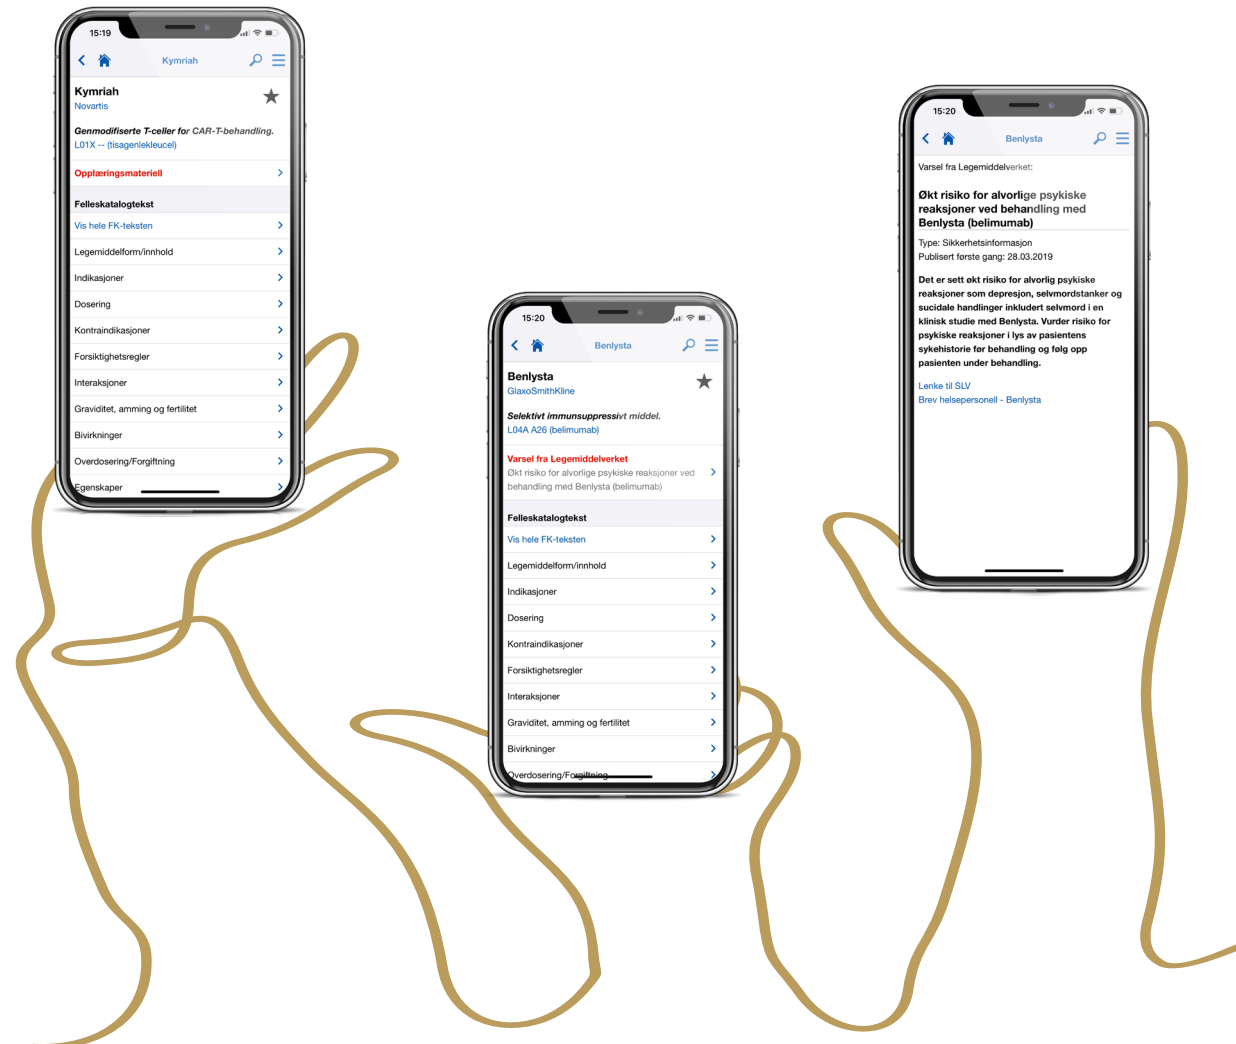 15:19
Kymriah
Kymriah
Novartis
Genmodifiserte T-celler for CAR-T-behandling.
L01X -- (tisagenlekleucel)
Opplæringsmateriell
Felleskatalogtekst
Vis hele FK-teksten
Legemiddelform/innhold
Indikasjoner
Dosering
Kontraindikasjoner
Forsiktighetsregler
Interaksjoner
Graviditet, amming og fertilitet
Bivirkninger
Overdosering/Forgiftning
Egenskaper
15:20
Benlysta
Benlysta
GlaxoSmithKline
Selektivt immunsuppressivt middel.
L04A A26 (belimumab)
Varsel fra Legemiddelverket
Økt risiko for alvorlige psykiske reaksjoner ved
behandling med Benlysta (belimumab)
Felleskatalogtekst
Vis hele FK-teksten
Legemiddelform/innhold
Indikasjoner
Dosering
Kontraindikasjoner
Forsiktighetsregler
Interaksjoner
Graviditet, amming og fertilitet
Bivirkninger
Overdosering/Forgiftning
15:20
Benlysta
Varsel fra Legemiddelverket:
Økt risiko for alvorlige psykiske
reaksjoner ved behandling med
Benlysta (belimumab)
Type: Sikkerhetsinformasjon
Publisert første gang: 28.03.2019
Det er sett økt risiko for alvorlig psykiske
reaksjoner som depresjon, selvmordstanker og
sucidale handlinger inkludert selvmord i en
klinisk studie med Benlysta. Vurder risiko for
psykiske reaksjoner i lys av pasientens
sykehistorie før behandling og følg opp
pasienten under behandling.
Lenke til SLV
Brev helsepersonell - Benlysta